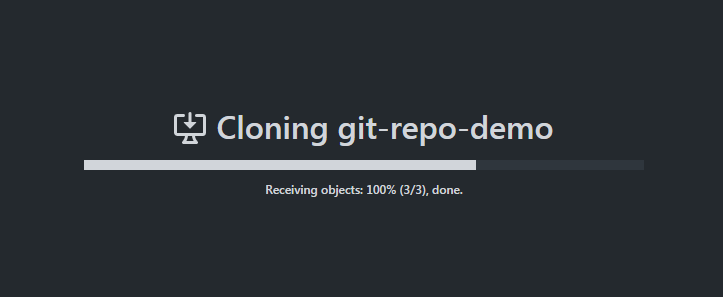 Cloning git-repo-demo
Receiving objects: 100% (3/3), done.